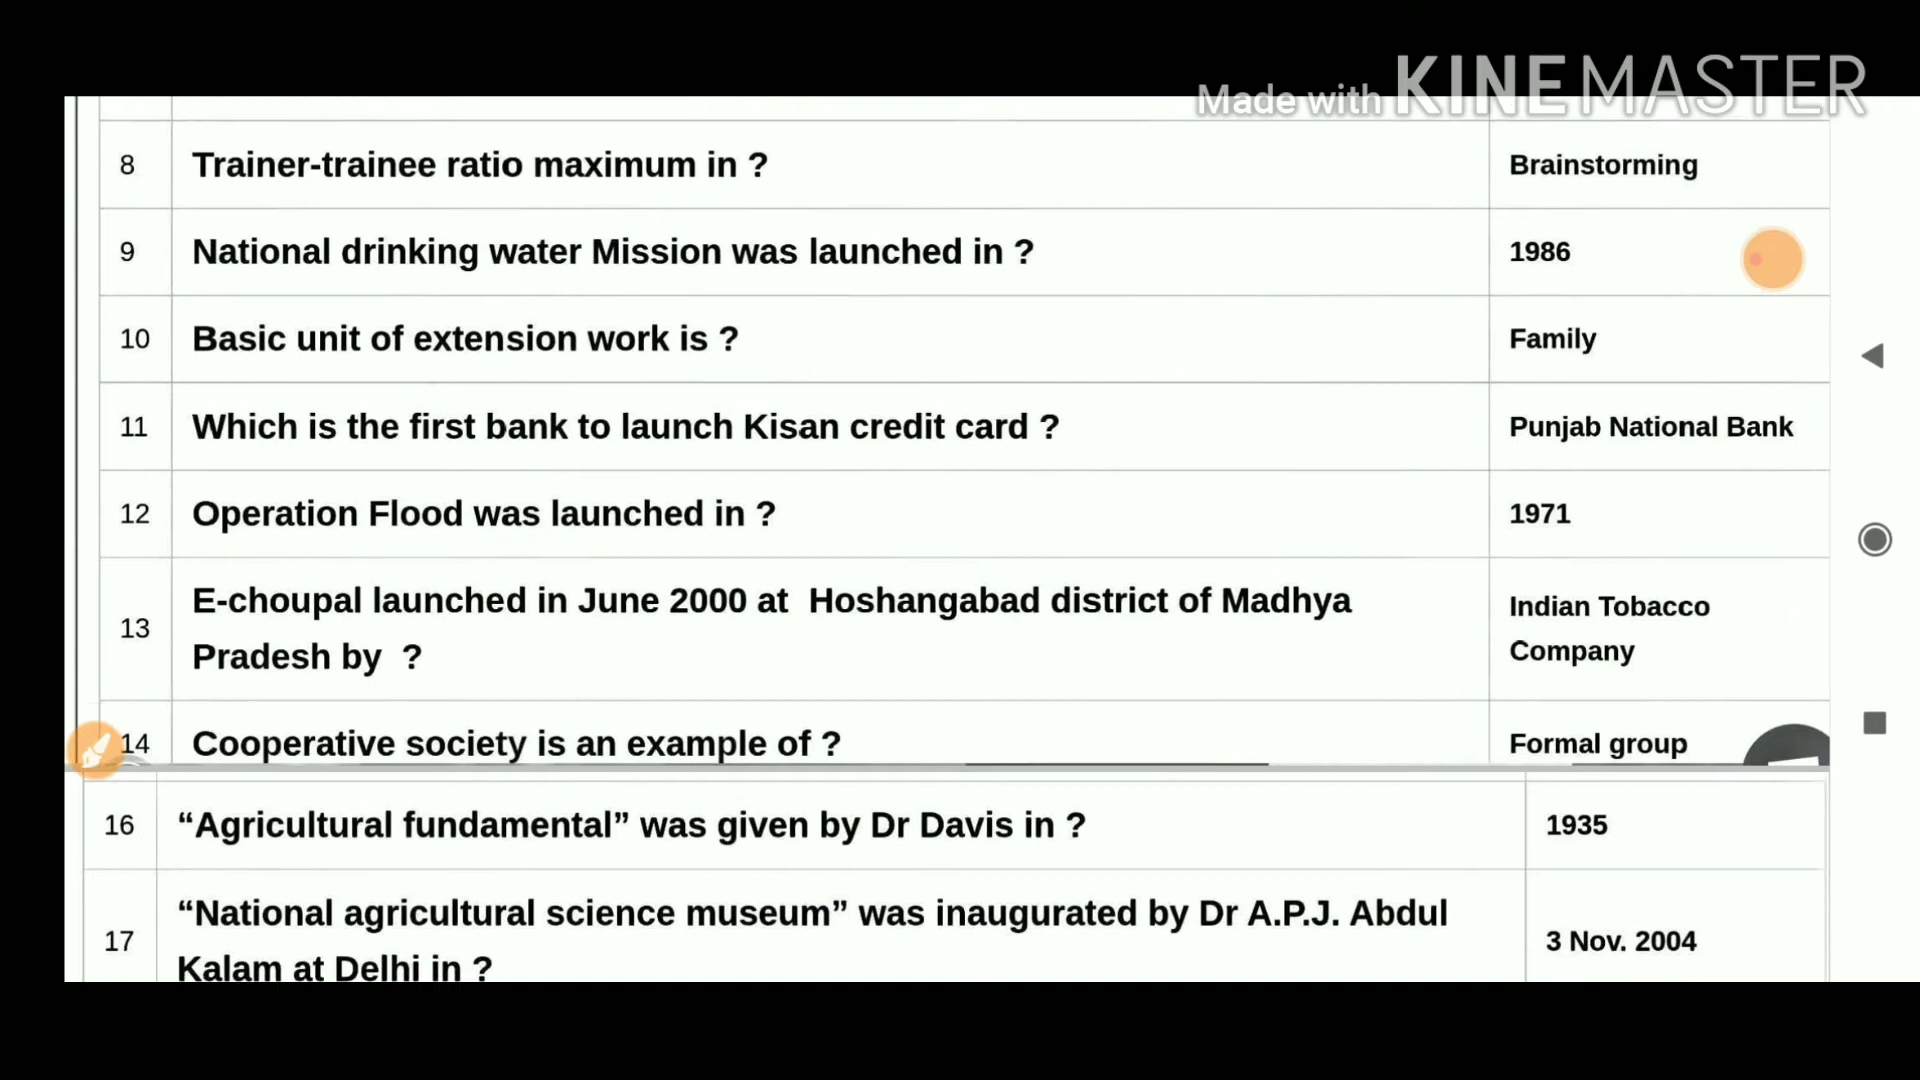 Made with KINEMASTER
8 Trainer-trainee ratio maximum in ? Brainstorming
9 National drinking water Mission was launched in ? 1986
10 Basic unit of extension work is ? Family
11 Which is the first bank to launch Kisan credit card ? Punjab National Bank
12 Operation Flood was launched in ? 1971
13 E-choupal launched in June 2000 at Hoshangabad district of Madhya
Pradesh by ? Indian Tobacco
Company
14 Cooperative society is an example of ? Formal group
16 “Agricultural fundamental” was given by Dr Davis in ? 1935
17 “National agricultural science museum” was inaugurated by Dr A.P.J. Abdul
Kalam at Delhi in ? 3 Nov. 2004